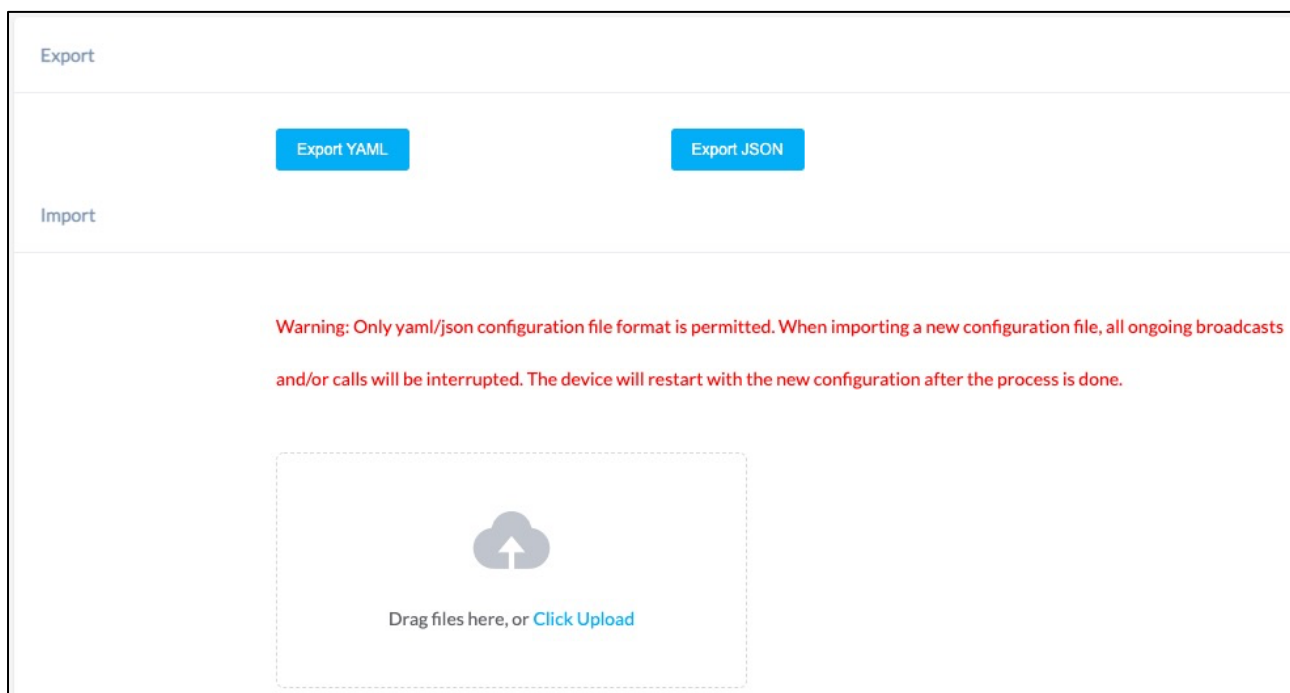 Export
Export YAML
Export JSON
Import
Warning: Only yaml/json configuration file format is permitted. When importing a new configuration file, all ongoing broadcasts
and/or calls will be interrupted. The device will restart with the new configuration after the process is done.
Drag files here, or Click Upload